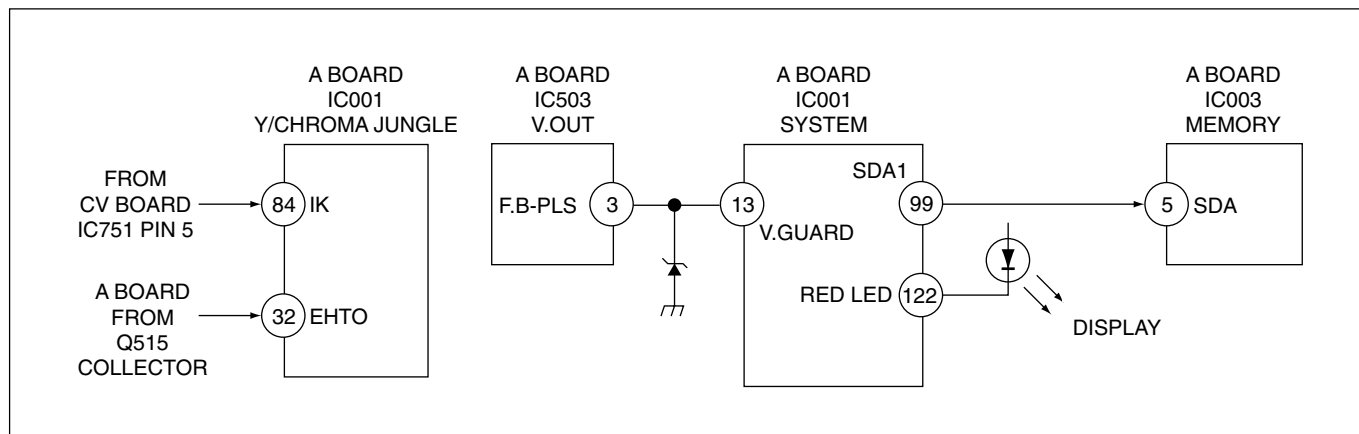 A BOARD
IC001
Y/CHROMA JUNGLE
FROM
CV BOARD
IC751 PIN 5
84
IK
A BOARD
FROM
Q515
COLLECTOR
32
EHTO
A BOARD
IC503
V.OUT
F.B-PLS
3
A BOARD
IC001
SYSTEM
13
V.GUARD
SDA1
99
RED LED
122
DISPLAY
A BOARD
IC003
MEMORY
5
SDA